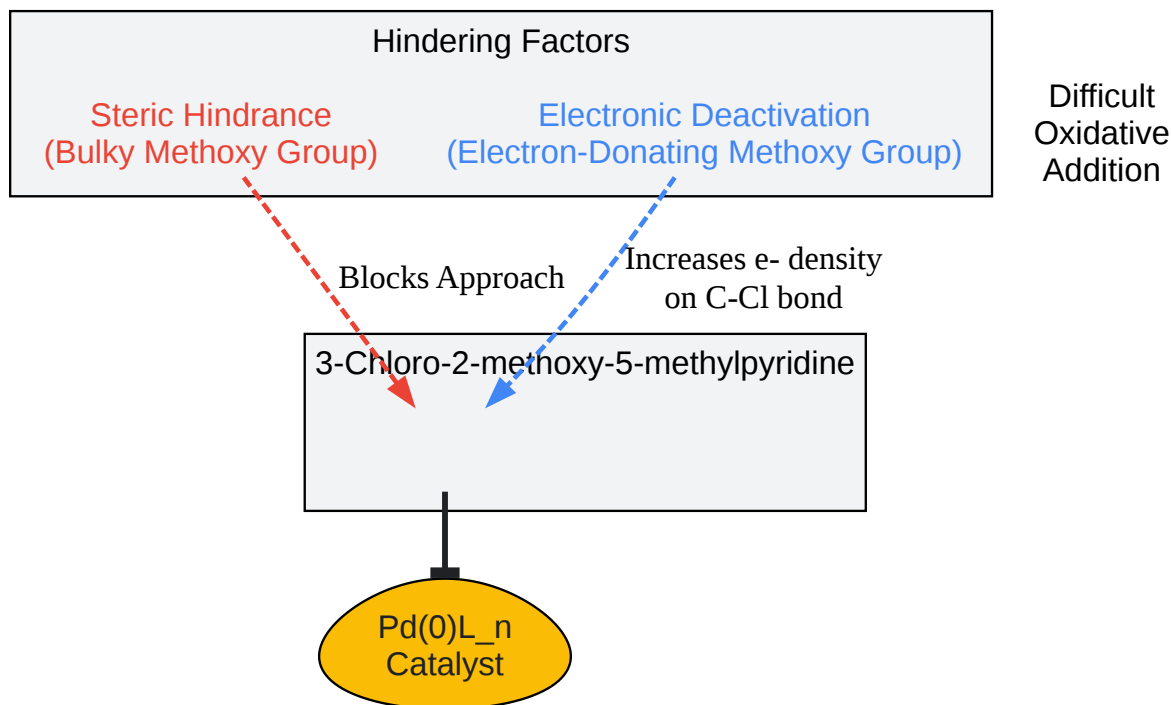 Hindering Factors
Steric Hindrance
(Bulky Methoxy Group)
Electronic Deactivation
(Electron-Donating Methoxy Group)
Difficult
Oxidative
Addition
Blocks Approach
Increases e- density
on C-Cl bond
3-Chloro-2-methoxy-5-methylpyridine
Pd(0)L_n
Catalyst